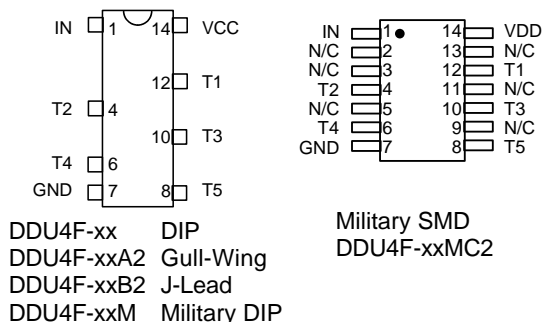 IN 1 14 VCC
12 T1
T2 4
10 T3
T4 6
GND 7 8 T5
DDU4F-xx DIP
DDU4F-xxA2 Gull-Wing
DDU4F-xxB2 J-Lead
DDU4F-xxM Military DIP
IN 1 14 VDD
N/C 2 13 N/C
N/C 3 12 T1
T2 4 11 N/C
N/C 5 10 T3
T4 6 9 N/C
GND 7 8 T5
Military SMD
DDU4F-xxMC2